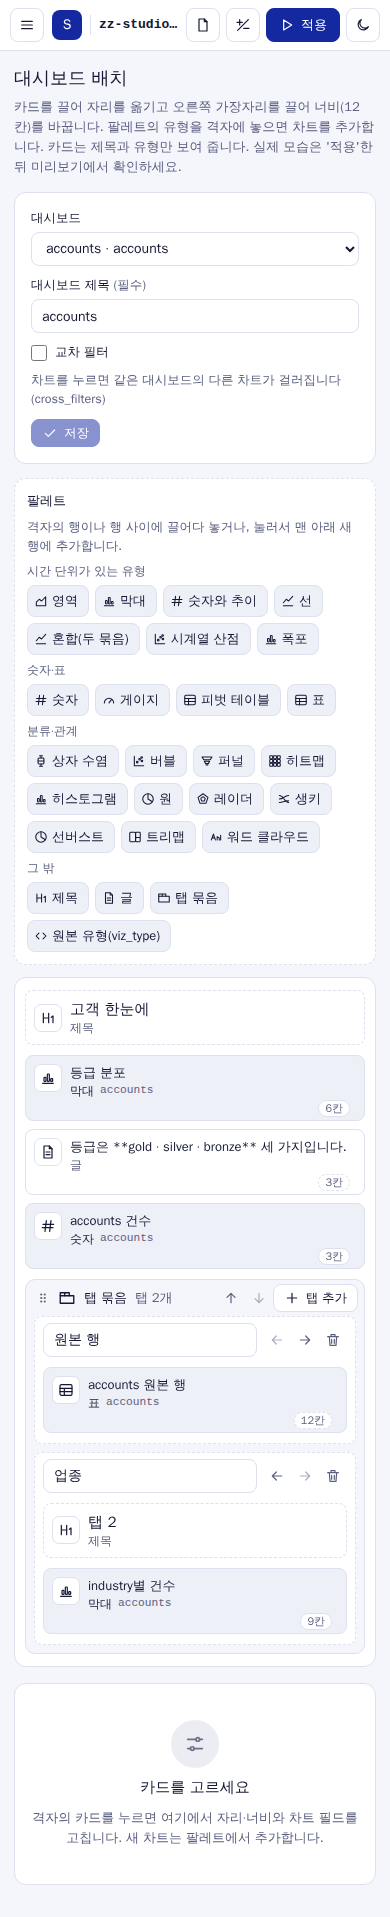 S zz-studio… 적용
대시보드 배치
카드를 끌어 자리를 옮기고 오른쪽 가장자리를 끌어 너비(12
칸)를 바꿉니다. 팔레트의 유형을 격자에 놓으면 차트를 추가합
니다. 카드는 제목과 유형만 보여 줍니다. 실제 모습은 '적용'한
뒤 미리보기에서 확인하세요.
대시보드
accounts · accounts
대시보드 제목 (필수)
accounts
교차 필터
차트를 누르면 같은 대시보드의 다른 차트가 걸러집니다
(cross_filters)
저장
팔레트
격자의 행이나 행 사이에 끌어다 놓거나, 눌러서 맨 아래 새
행에 추가합니다.
시간 단위가 있는 유형
영역 막대 숫자와 추이 선
혼합(두 묶음) 시계열 산점 폭포
숫자·표
숫자 게이지 피벗 테이블 표
분류·관계
상자 수염 버블 퍼널 히트맵
히스토그램 원 레이더 생키
선버스트 트리맵 워드 클라우드
그 밖
제목 글 탭 묶음
원본 유형(viz_type)
고객 한눈에
제목
등급 분포
막대 accounts
6칸
등급은 **gold · silver · bronze** 세 가지입니다.
글
3칸
accounts 건수
숫자 accounts
3칸
탭 묶음 탭 2개 탭 추가
원본 행
accounts 원본 행
표 accounts
12칸
업종
탭 2
제목
industry별 건수
막대 accounts
9칸
카드를 고르세요
격자의 카드를 누르면 여기에서 자리·너비와 차트 필드를
고칩니다. 새 차트는 팔레트에서 추가합니다.